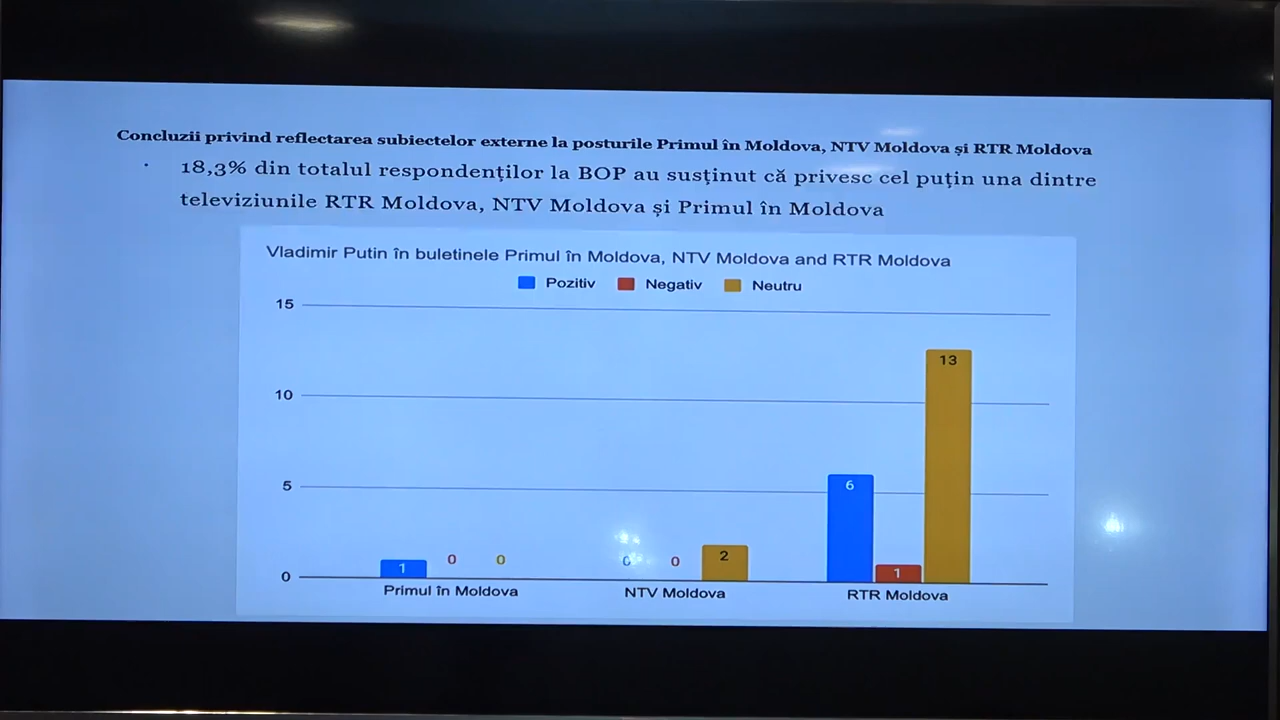 Concluzii privind reflectarea subiectelor externe la posturile Primul în Moldova, NTV Moldova și RTR Moldova
· 18,3% din totalul respondenților la BOP au susținut că privesc cel puțin una dintre
televiziunile RTR Moldova, NTV Moldova și Primul în Moldova
Vladimir Putin în buletinele Primul în Moldova, NTV Moldova and RTR Moldova
Pozitiv Negativ Neutru
15
10
5
0
1 0 0
0 0 2
6 1 13
Primul în Moldova NTV Moldova RTR Moldova